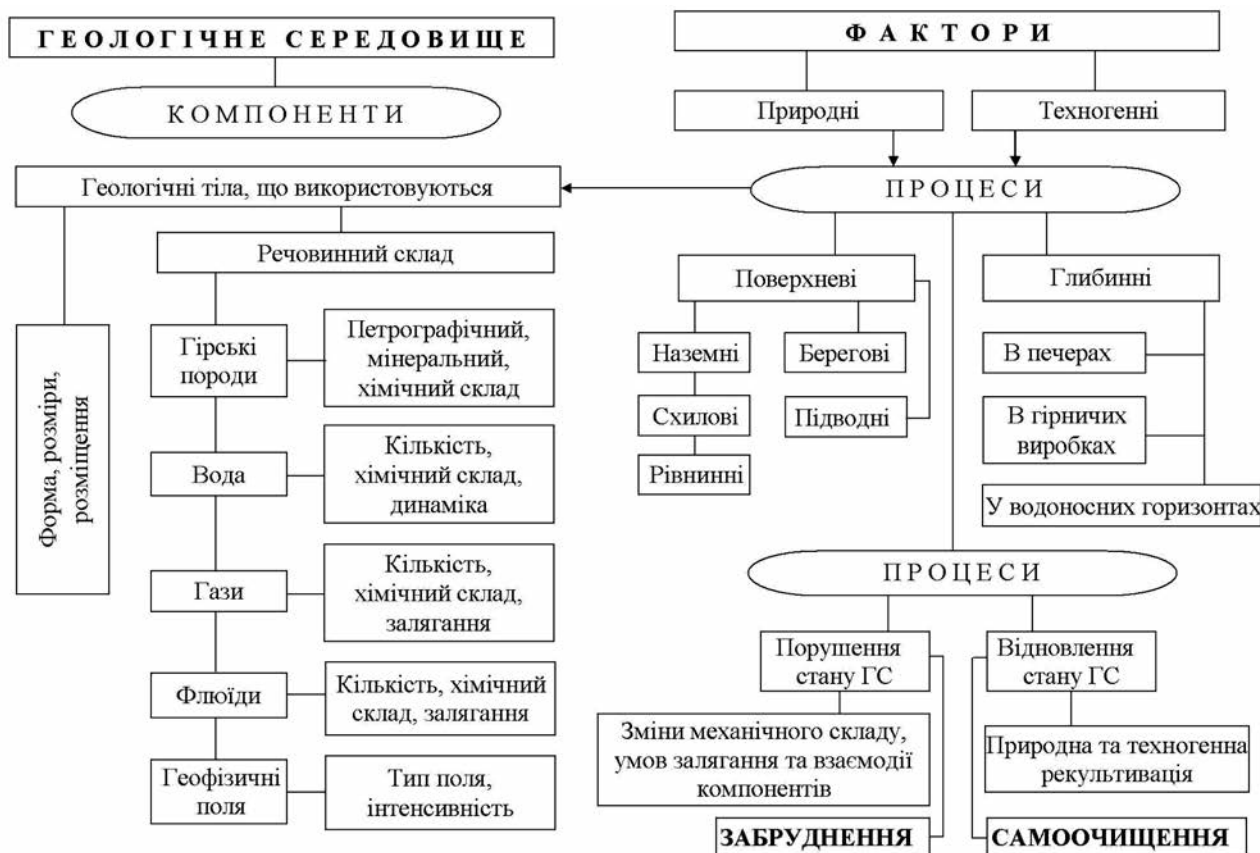 ГЕОЛОГІЧНЕ СЕРЕДОВИЩЕ
КОМПОНЕНТИ
Геологічні тіла, що використовуються
Речовинний склад
Форма, розміри,
розміщення
Гірські
породи
Петрографічний,
мінеральний,
хімічний склад
Вода
Кількість,
хімічний склад,
динаміка
Гази
Кількість,
хімічний склад,
залягання
Флюїди
Кількість, хімічний
склад, залягання
Геофізичні
поля
Тип поля,
інтенсивність
ФАКТОРИ
Природні
Техногенні
ПРОЦЕСИ
Поверхневі
Глибинні
Наземні
Берегові
Схилові
Підводні
Рівнинні
В печерах
В гірничих
виробках
У водоносних горизонтах
ПРОЦЕСИ
Порушення
стану ГС
Відновлення
стану ГС
Зміни механічного складу,
умов залягання та взаємодії
компонентів
Природна та техногенна
рекультивація
ЗАБРУДНЕННЯ
САМООЧИЩЕННЯ